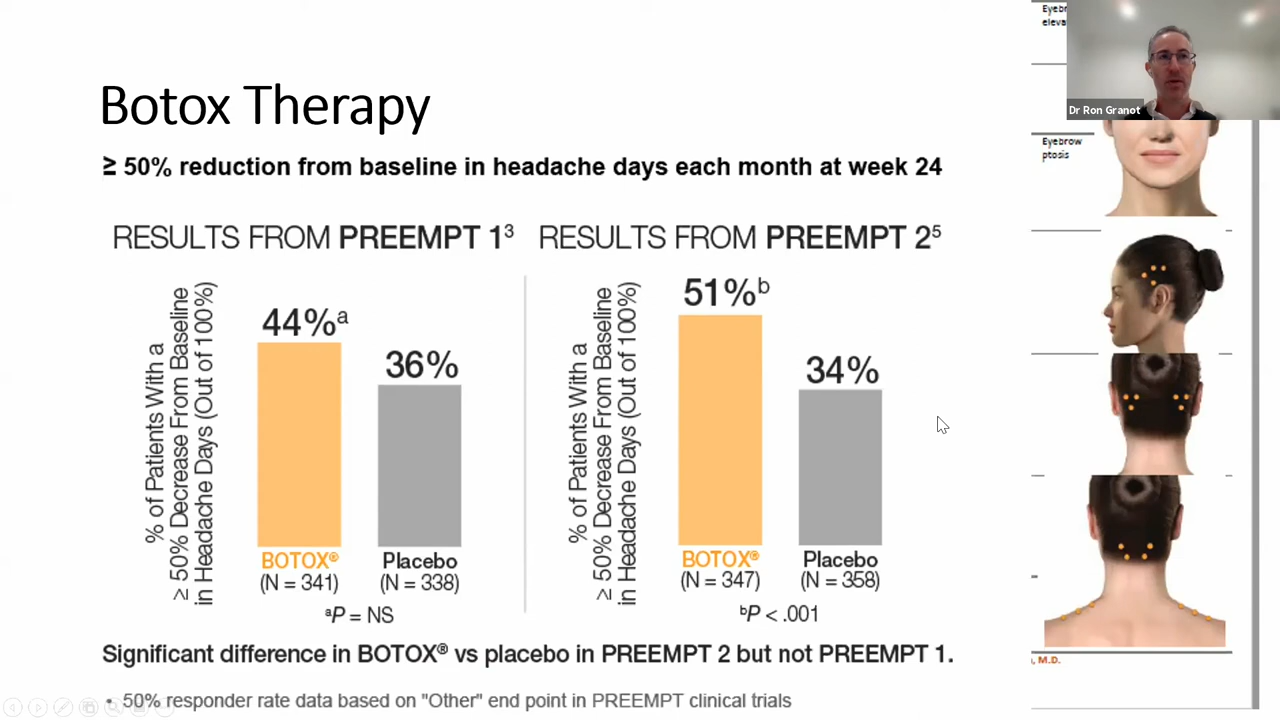 Eyebr
eleva
Dr Ron Granot
Botox Therapy
≥ 50% reduction from baseline in headache days each month at week 24
Eyebrow
ptosis
RESULTS FROM PREEMPT 1³
RESULTS FROM PREEMPT 2⁵
% of Patients With a
≥ 50% Decrease From Baseline
in Headache Days (Out of 100%)
44%ᵃ
36%
BOTOX®
(N = 341)
Placebo
(N = 338)
ᵃP = NS
% of Patients With a
≥ 50% Decrease From Baseline
in Headache Days (Out of 100%)
51%ᵇ
34%
BOTOX®
(N = 347)
Placebo
(N = 358)
ᵇP < .001
Significant difference in BOTOX® vs placebo in PREEMPT 2 but not PREEMPT 1.
, M.D.
• 50% responder rate data based on "Other" end point in PREEMPT clinical trials